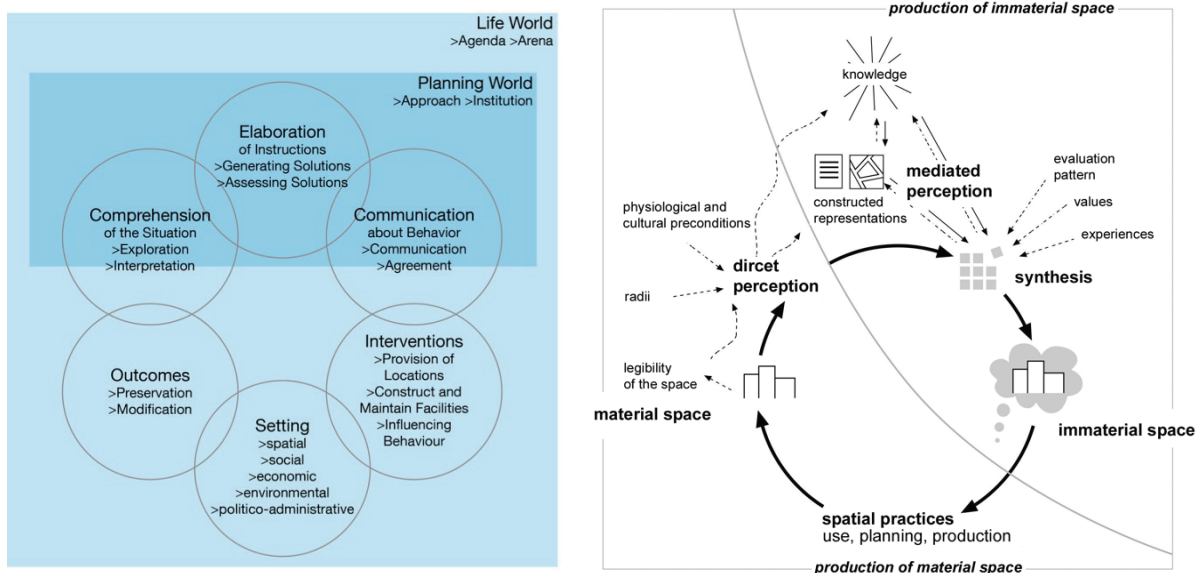 Life World
>Agenda >Arena
Planning World
>Approach >Institution
Elaboration
of Instructions
>Generating Solutions
>Assessing Solutions
Comprehension
of the Situation
>Exploration
>Interpretation
Communication
about Behavior
>Communication
>Agreement
Outcomes
>Preservation
>Modification
Interventions
>Provision of
Locations
>Construct and
Maintain Facilities
>Influencing
Behaviour
Setting
>spatial
>social
>economic
>environmental
>politico-administrative
production of immaterial space
knowledge
mediated
perception
constructed
representations
evaluation
pattern
values
experiences
physiological and
cultural preconditions
dircet
perception
radii
synthesis
legibility
of the space
material space
immaterial space
spatial practices
use, planning, production
production of material space